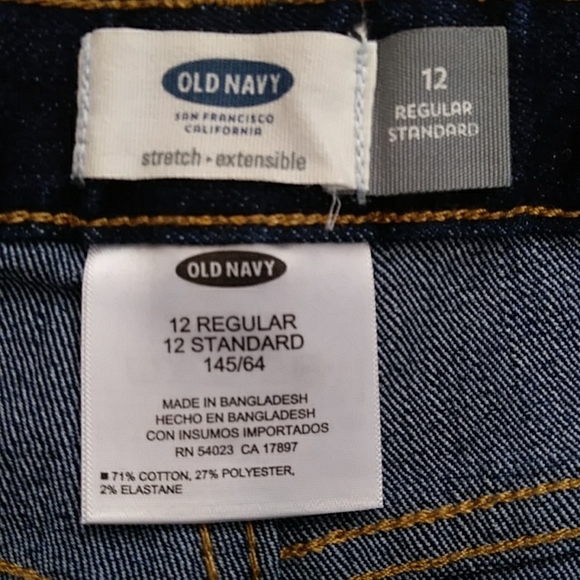 OLD NAVY
SAN FRANCISCO
CALIFORNIA
stretch • extensible
12
REGULAR
STANDARD
OLD NAVY
12 REGULAR
12 STANDARD
145/64
MADE IN BANGLADESH
HECHO EN BANGLADESH
CON INSUMOS IMPORTADOS
RN 54023 CA 17897
■ 71% COTTON, 27% POLYESTER,
2% ELASTANE